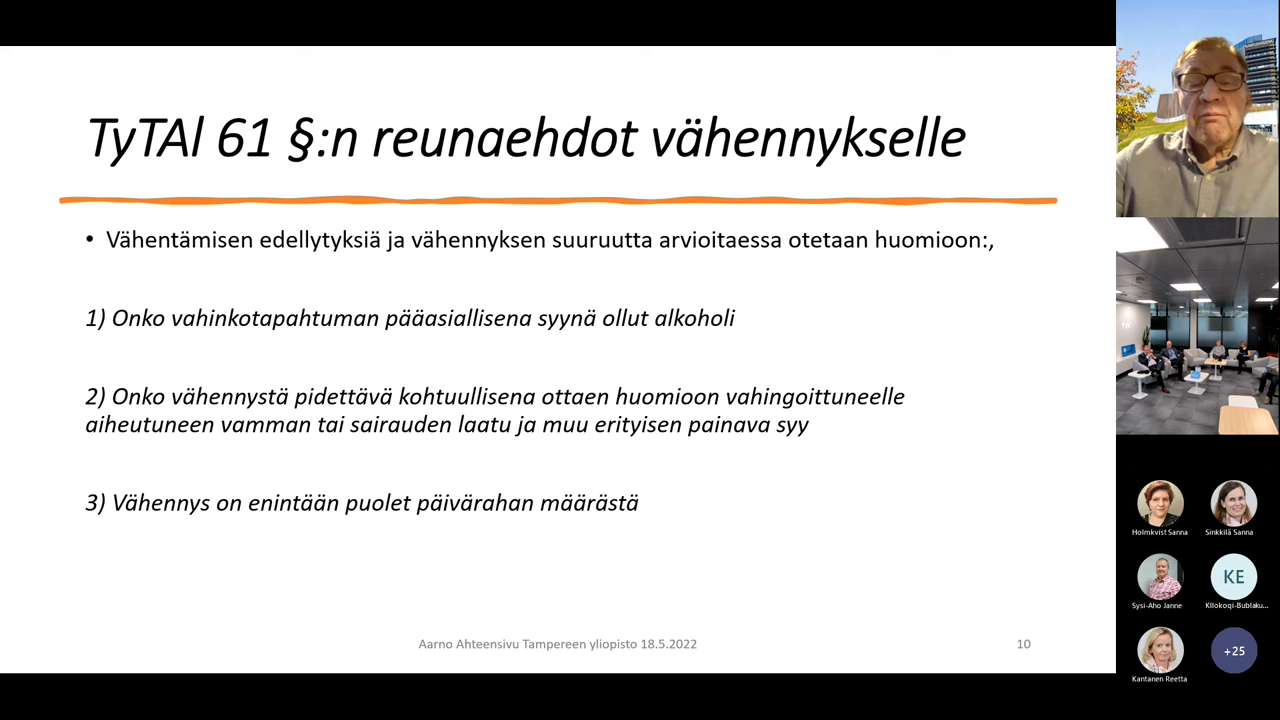 TyTAl 61 §:n reunaehdot vähennykselle
• Vähentämisen edellytyksiä ja vähennyksen suuruutta arvioitaessa otetaan huomioon:,
1) Onko vahinkotapahtuman pääasiallisena syynä ollut alkoholi
2) Onko vähennystä pidettävä kohtuullisena ottaen huomioon vahingoittuneelle
aiheutuneen vamman tai sairauden laatu ja muu erityisen painava syy
3) Vähennys on enintään puolet päivärahan määrästä
Aarno Ahteensivu Tampereen yliopisto 18.5.2022
10
Holmkvist Sanna
Sinkkilä Sanna
Sysi-Aho Janne
KE
Kllokoqi-Bublaku...
Kantanen Reetta
+25